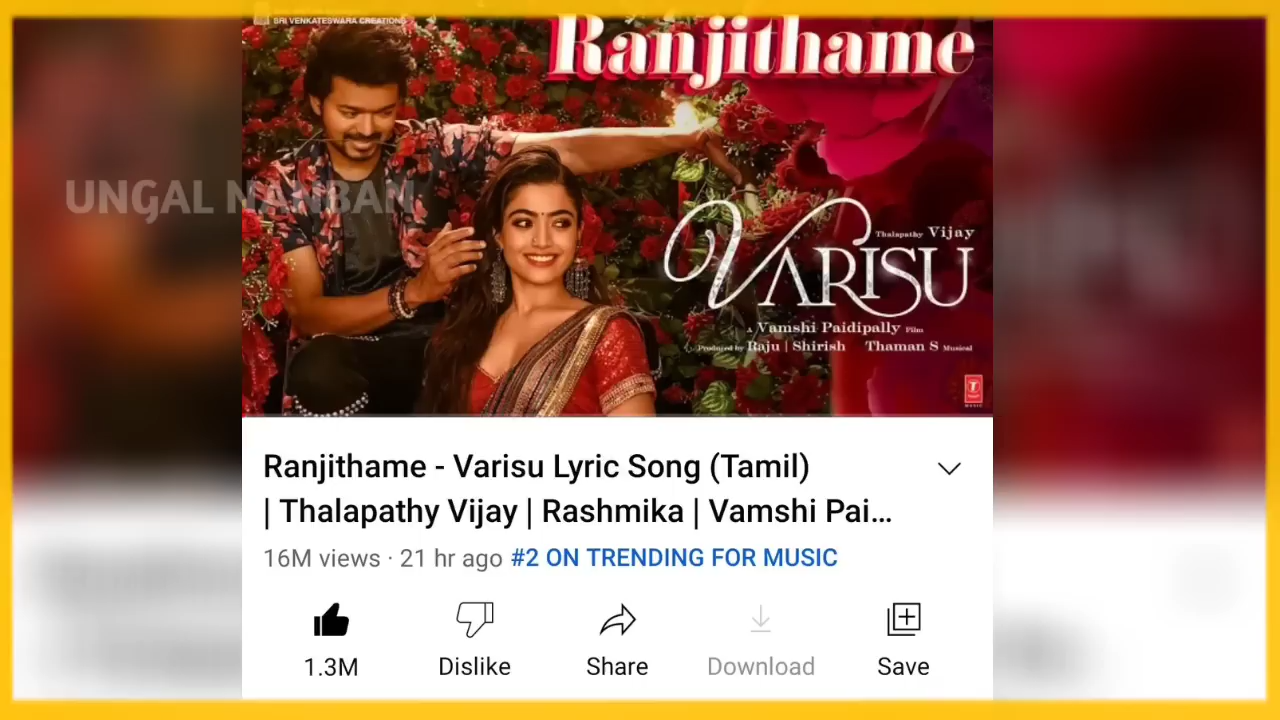 SRI VENKATESWARA CREATIONS
Ranjithame
UNGAL NANBAN
Thalapathy Vijay
VARISU
A Vamshi Paidipally Film
Produced by Raju | Shirish Thaman S Musical
T
Ranjithame - Varisu Lyric Song (Tamil)
| Thalapathy Vijay | Rashmika | Vamshi Pai...
16M views · 21 hr ago #2 ON TRENDING FOR MUSIC
1.3M Dislike Share Download Save